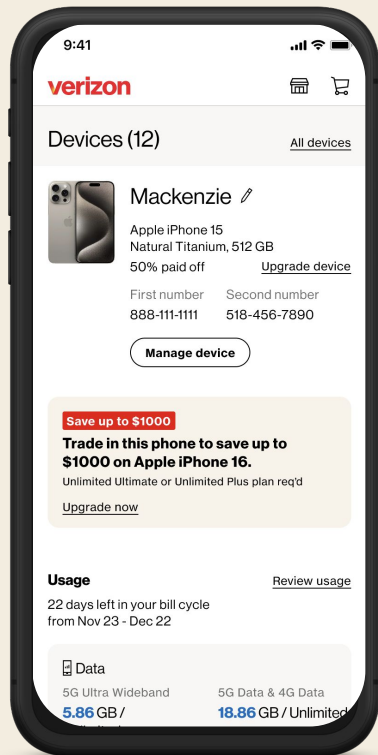 9:41
verizon
Devices (12)
All devices
Mackenzie
Apple iPhone 15
Natural Titanium, 512 GB
50% paid off
Upgrade device
First number
Second number
888-111-1111
518-456-7890
Manage device
Save up to $1000
Trade in this phone to save up to
$1000 on Apple iPhone 16.
Unlimited Ultimate or Unlimited Plus plan req'd
Upgrade now
Usage
Review usage
22 days left in your bill cycle
from Nov 23 - Dec 22
Data
5G Ultra Wideband
5G Data & 4G Data
5.86 GB /
18.86 GB / Unlimited